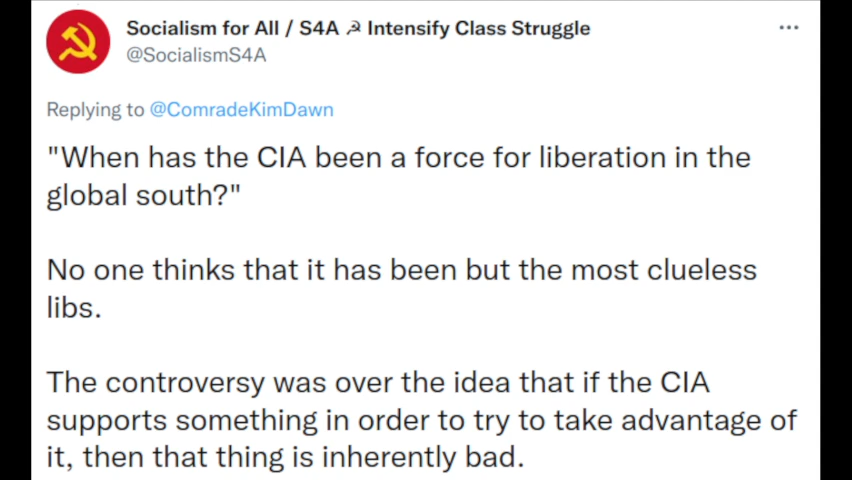 Socialism for All / S4A ☭ Intensify Class Struggle
@SocialismS4A
Replying to @ComradeKimDawn
"When has the CIA been a force for liberation in the
global south?"
No one thinks that it has been but the most clueless
libs.
The controversy was over the idea that if the CIA
supports something in order to try to take advantage of
it, then that thing is inherently bad.